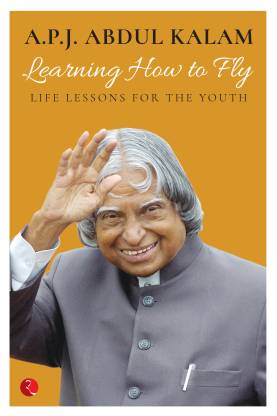 A.P.J. ABDUL KALAM
Learning How to Fly
LIFE LESSONS FOR THE YOUTH
R